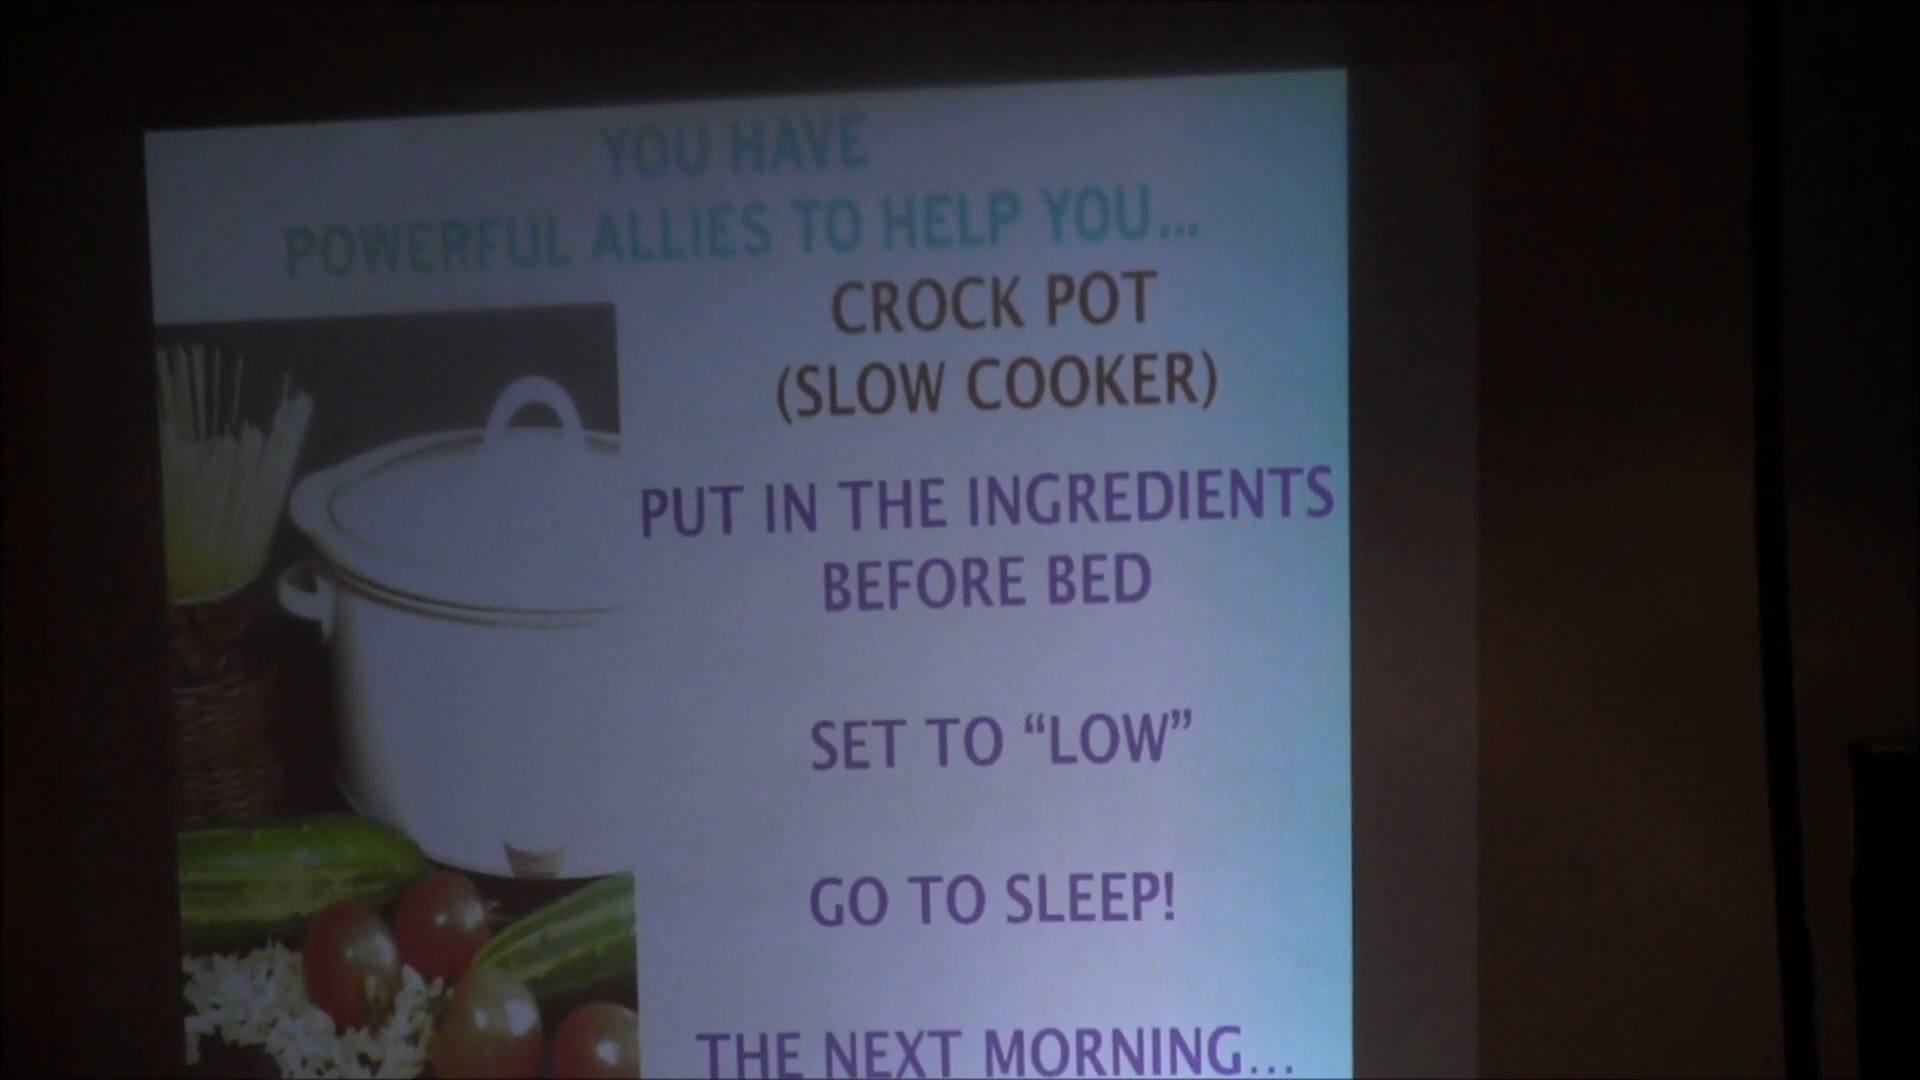 YOU HAVE
POWERFUL ALLIES TO HELP YOU...
CROCK POT
(SLOW COOKER)
PUT IN THE INGREDIENTS
BEFORE BED
SET TO “LOW”
GO TO SLEEP!
THE NEXT MORNING...